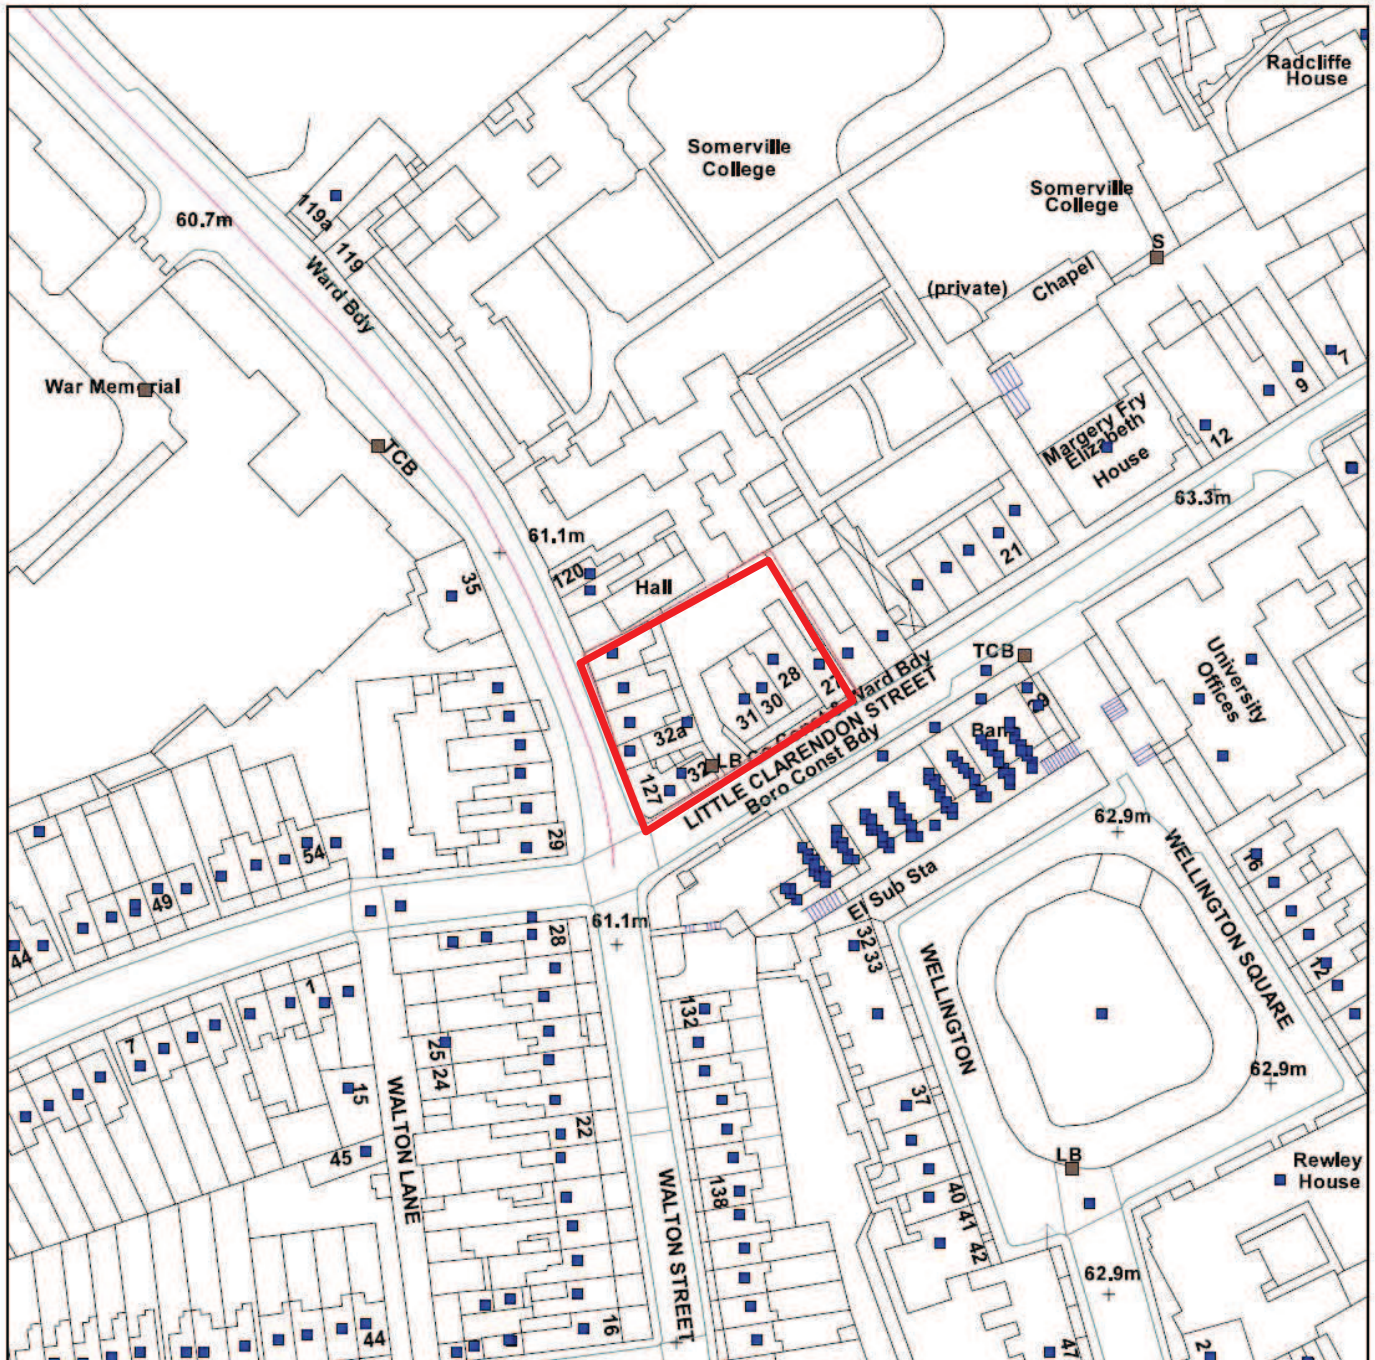 Radcliffe
House
Somerville
College
Somerville
College
119a
60.7m
119
Ward Bdy
S
(private)
Chapel
War Memorial
7
9
Margery Fry
Elizabeth
House
12
TCB
63.3m
61.1m
21
35
120
Hall
University
Offices
TCB
28
27
30
31
Ward Bdy
LITTLE CLARENDON STREET
Boro Const Bdy
32a
32
LB
127
29
Bank
62.9m
WELLINGTON SQUARE
29
54
16
49
El Sub Sta
61.1m
28
32
33
44
WELLINGTON
12
1
132
7
25
24
62.9m
15
WALTON LANE
37
22
45
LB
Rewley
House
WALTON STREET
138
40
41
42
62.9m
16
44
47
2